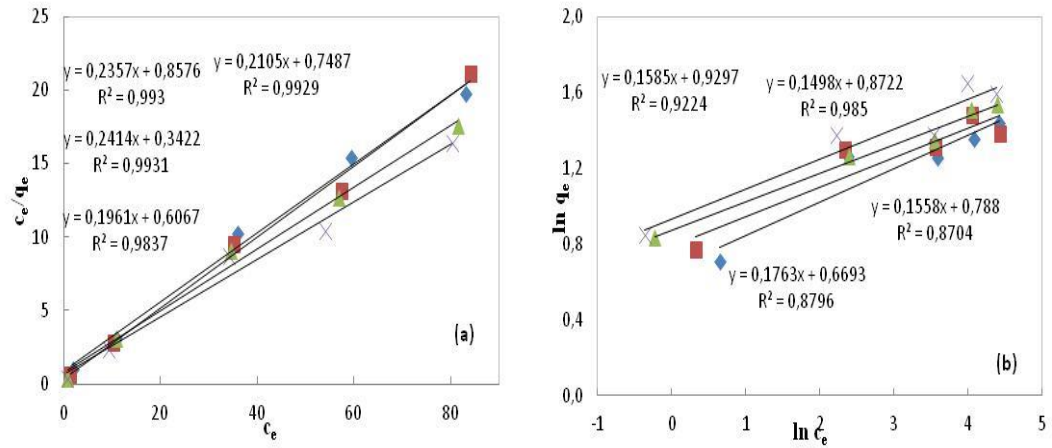 25
20
15
10
5
0
0 20 40 60 80
cₑ/qₑ
cₑ
y = 0,2357x + 0,8576
R² = 0,993
y = 0,2105x + 0,7487
R² = 0,9929
y = 0,2414x + 0,3422
R² = 0,9931
y = 0,1961x + 0,6067
R² = 0,9837
(a)
2,0
1,6
1,2
0,8
0,4
0,0
-1 0 1 2 3 4 5
ln qₑ
ln cₑ
y = 0,1585x + 0,9297
R² = 0,9224
y = 0,1498x + 0,8722
R² = 0,985
y = 0,1558x + 0,788
R² = 0,8704
y = 0,1763x + 0,6693
R² = 0,8796
(b)